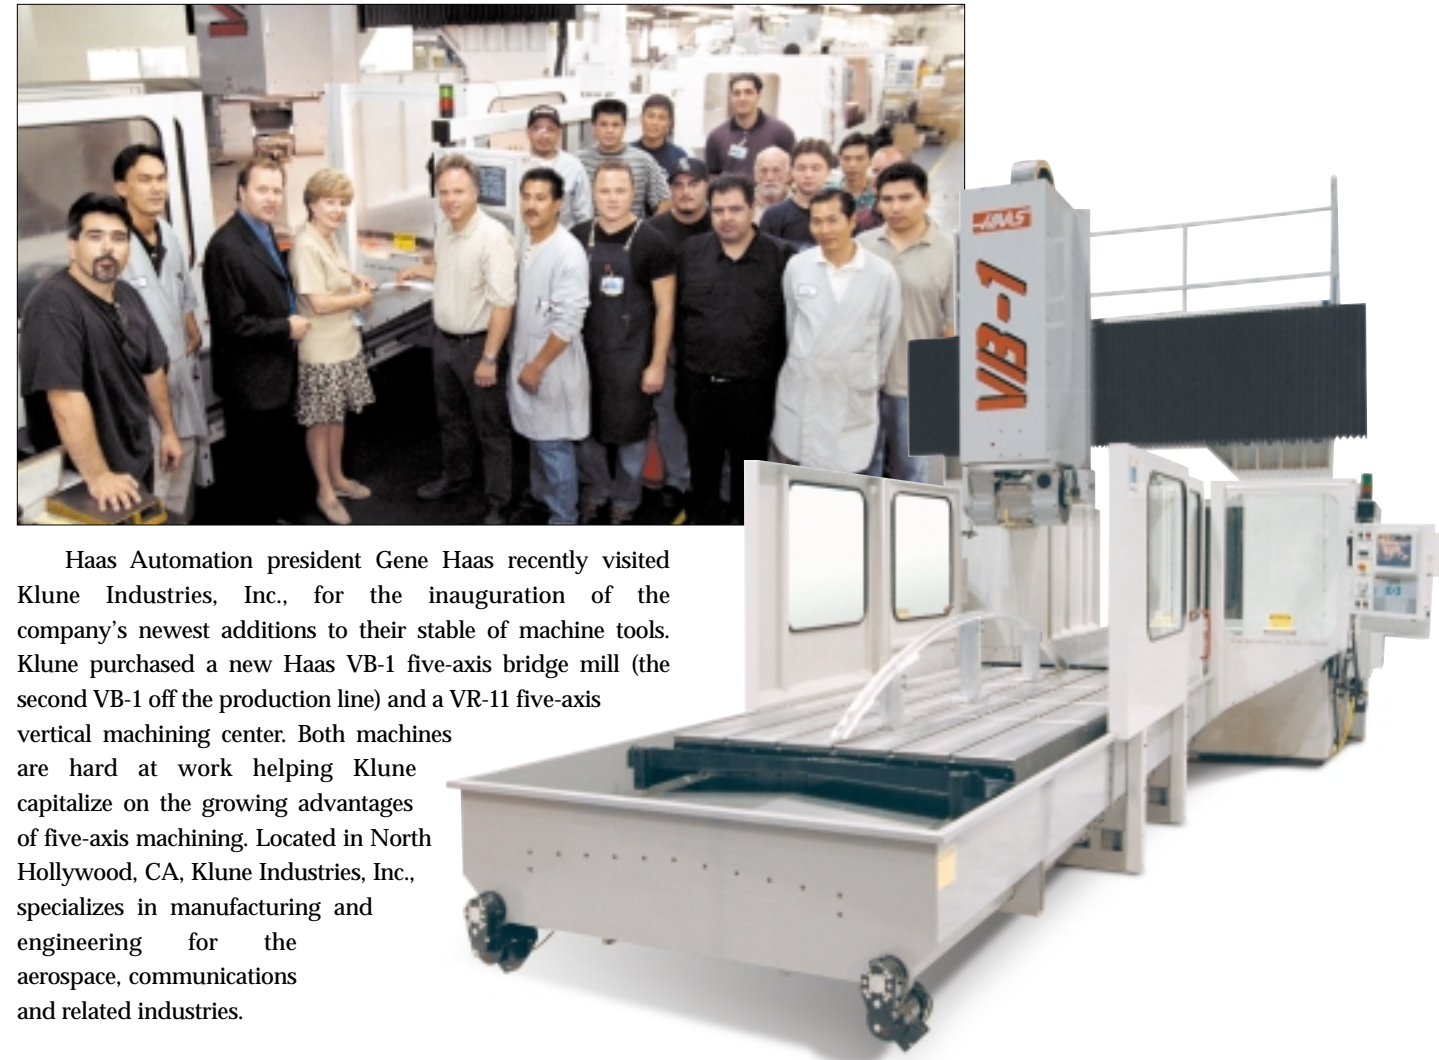 HAAS
VB-1
Haas Automation president Gene Haas recently visited
Klune Industries, Inc., for the inauguration of the
company's newest additions to their stable of machine tools.
Klune purchased a new Haas VB-1 five-axis bridge mill (the
second VB-1 off the production line) and a VR-11 five-axis
vertical machining center. Both machines
are hard at work helping Klune
capitalize on the growing advantages
of five-axis machining. Located in North
Hollywood, CA, Klune Industries, Inc.,
specializes in manufacturing and
engineering for the
aerospace, communications
and related industries.